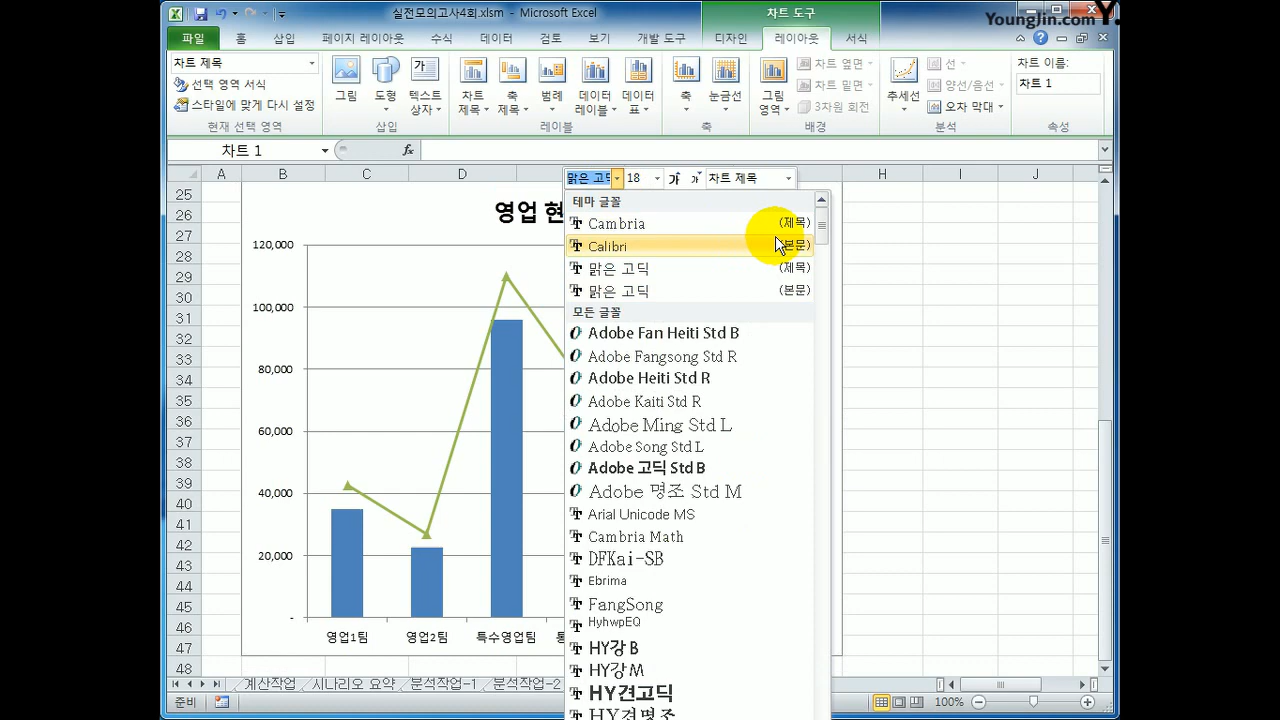 실전모의고사4회.xlsm - Microsoft Excel
차트 도구
YoungJin.com Y.
파일 홈 삽입 페이지 레이아웃 수식 데이터 검토 보기 개발 도구 디자인 레이아웃 서식
차트 제목
선택 영역 서식
스타일에 맞게 다시 설정
현재 선택 영역
그림
도형
텍스트 상자
삽입
차트 제목
축 제목
범례
데이터 레이블
데이터 표
레이블
축
눈금선
축
그림 영역
차트 옆면
차트 밑면
3차원 회전
배경
추세선
선
양선/음선
오차 막대
분석
차트 이름:
차트 1
속성
차트 1
fx
A B C D H I J
맑은 고딕 18 차트 제목
테마 글꼴
Cambria (제목)
Calibri (본문)
맑은 고딕 (제목)
맑은 고딕 (본문)
모든 글꼴
Adobe Fan Heiti Std B
Adobe Fangsong Std R
Adobe Heiti Std R
Adobe Kaiti Std R
Adobe Ming Std L
Adobe Song Std L
Adobe 고딕 Std B
Adobe 명조 Std M
Arial Unicode MS
Cambria Math
DFKai-SB
Ebrima
FangSong
HyhwpEQ
HY강B
HY강M
HY견고딕
HY견명조
25
26
27
28
29
30
31
32
33
34
35
36
37
38
39
40
41
42
43
44
45
46
47
48
영업 현
120,000
100,000
80,000
60,000
40,000
20,000
-
영업1팀 영업2팀 특수영업팀
계산작업 시나리오 요약 분석작업-1 분석작업-2
준비
100%